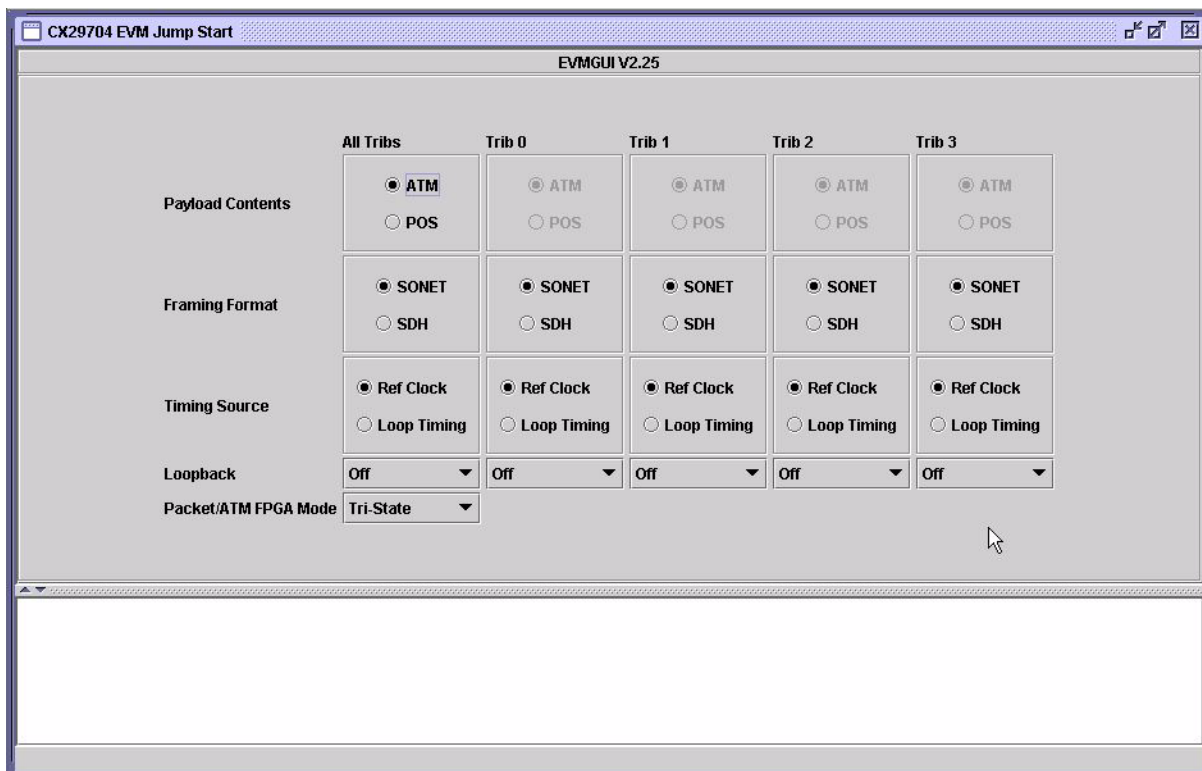 CX29704 EVM Jump Start
EVMGUI V2.25
All Tribs Trib 0 Trib 1 Trib 2 Trib 3
Payload Contents
ATM ATM ATM ATM ATM
POS POS POS POS POS
Framing Format
SONET SONET SONET SONET SONET
SDH SDH SDH SDH SDH
Timing Source
Ref Clock Ref Clock Ref Clock Ref Clock Ref Clock
Loop Timing Loop Timing Loop Timing Loop Timing Loop Timing
Loopback Off Off Off Off Off
Packet/ATM FPGA Mode Tri-State